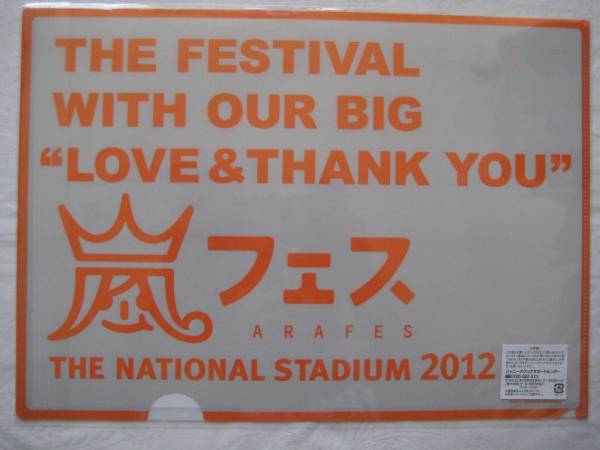 THE FESTIVAL
WITH OUR BIG
“LOVE & THANK YOU”
嵐フェス
ARAFES
THE NATIONAL STADIUM 2012